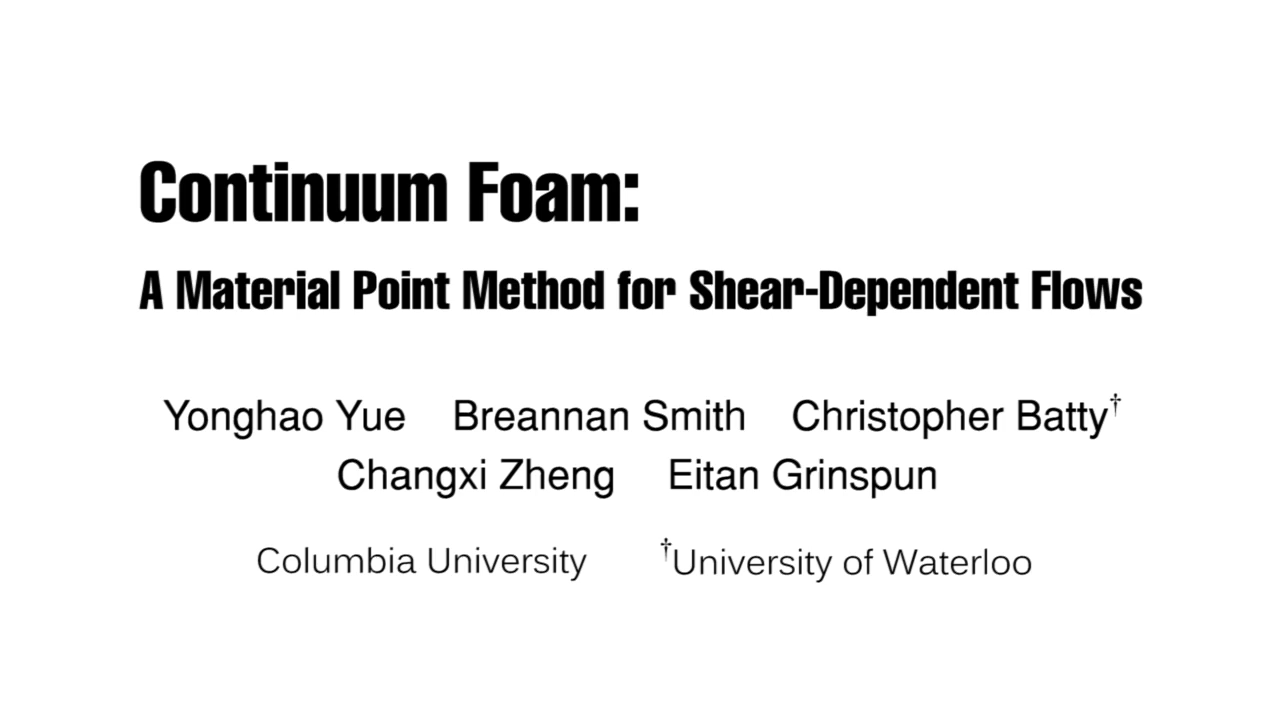 Continuum Foam:
A Material Point Method for Shear-Dependent Flows
Yonghao Yue Breannan Smith Christopher Batty†
Changxi Zheng Eitan Grinspun
Columbia University †University of Waterloo